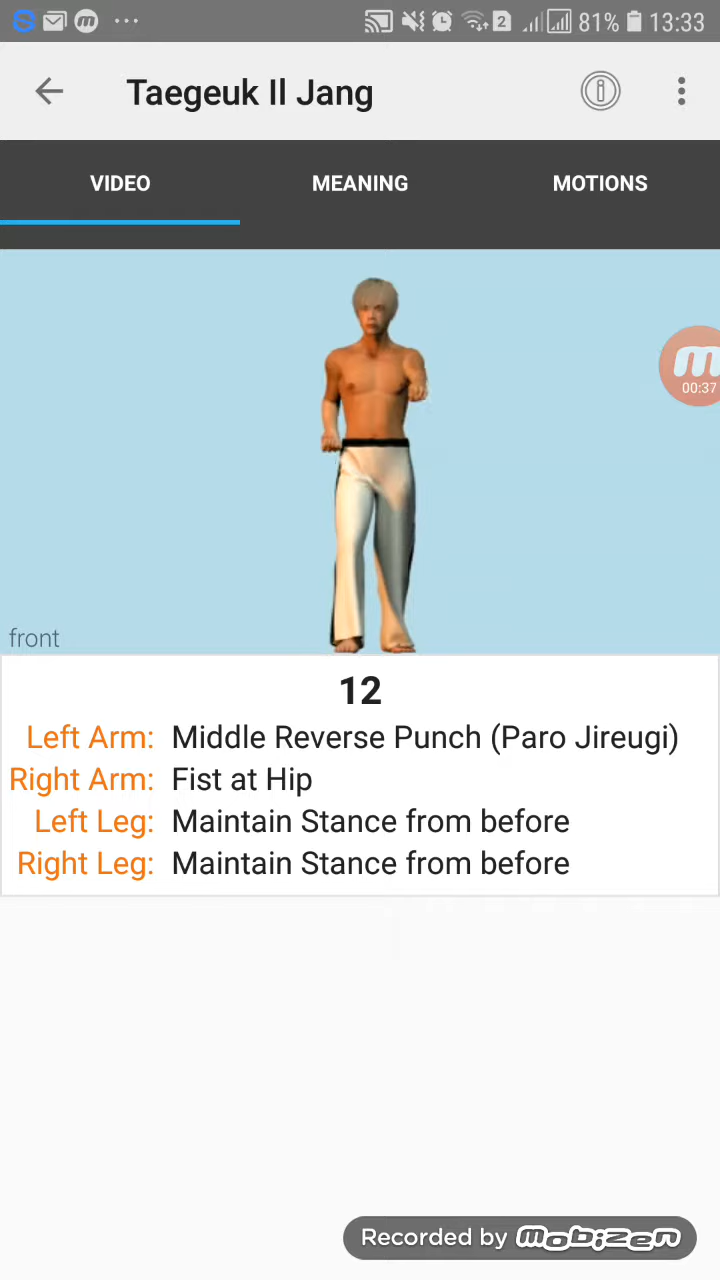 2 81% 13:33
Taegeuk Il Jang
VIDEO MEANING MOTIONS
00:37
front
12
Left Arm: Middle Reverse Punch (Paro Jireugi)
Right Arm: Fist at Hip
Left Leg: Maintain Stance from before
Right Leg: Maintain Stance from before
Recorded by mobizen